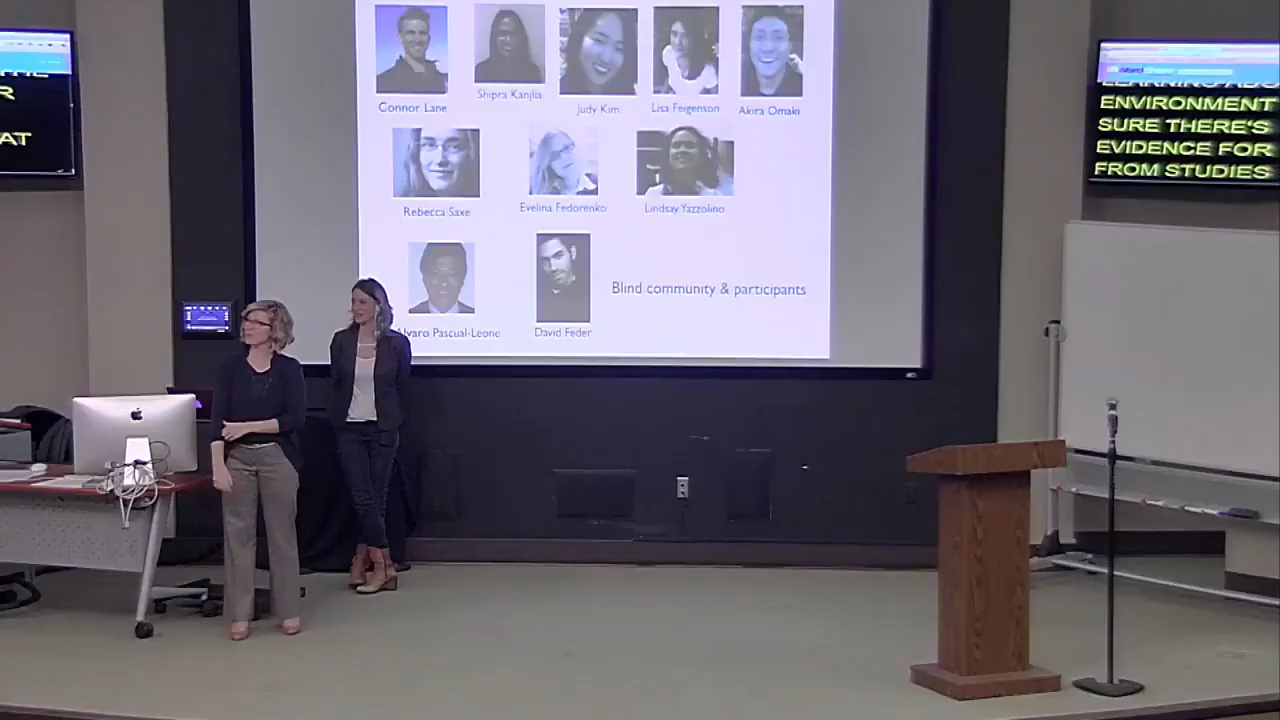 R
AT
Connor Lane
Shipra Kanjlia
Judy Kim
Lisa Feigenson
Akira Omaki
Rebecca Saxe
Evelina Fedorenko
Lindsay Yazzolino
Alvaro Pascual-Leone
David Feder
Blind community & participants
ENVIRONMENT
SURE THERE'S
EVIDENCE FOR
FROM STUDIES